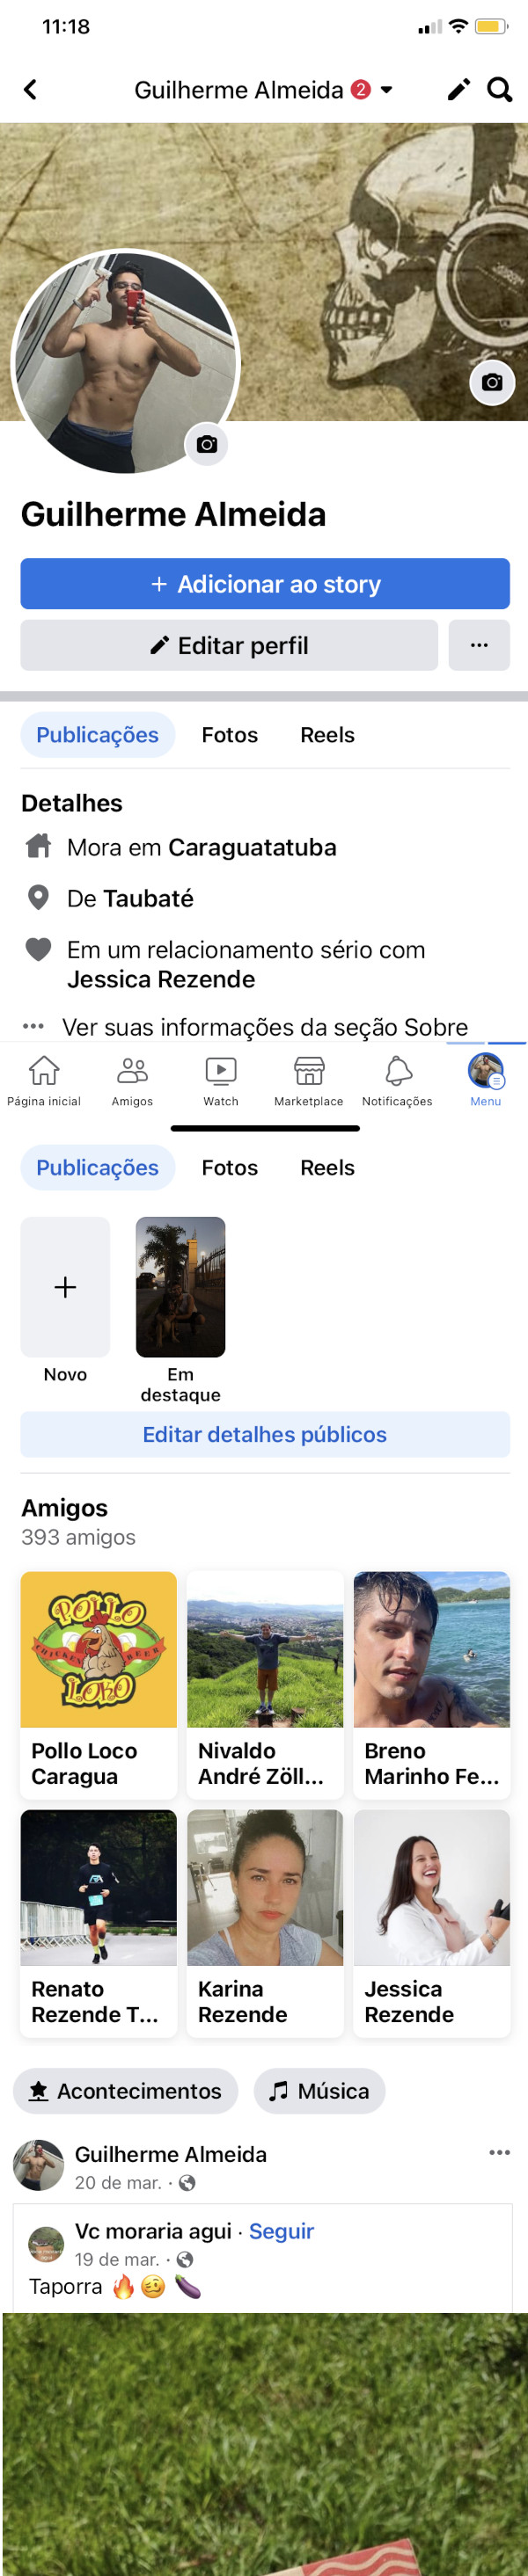 11:18
Guilherme Almeida 2
Guilherme Almeida
+ Adicionar ao story
Editar perfil
Publicações Fotos Reels
Detalhes
Mora em Caraguatatuba
De Taubaté
Em um relacionamento sério com
Jessica Rezende
Ver suas informações da seção Sobre
Página inicial Amigos Watch Marketplace Notificações Menu
Publicações Fotos Reels
Novo
Em
destaque
Editar detalhes públicos
Amigos
393 amigos
POLLO
CHICKEN BEER
LOKO
Pollo Loco
Caragua
Nivaldo
André Zöll...
Breno
Marinho Fe...
Renato
Rezende T...
Karina
Rezende
Jessica
Rezende
Acontecimentos Música
Guilherme Almeida
20 de mar. ·
Vc moraria agui · Seguir
19 de mar. ·
Taporra 🔥🥴 🍆